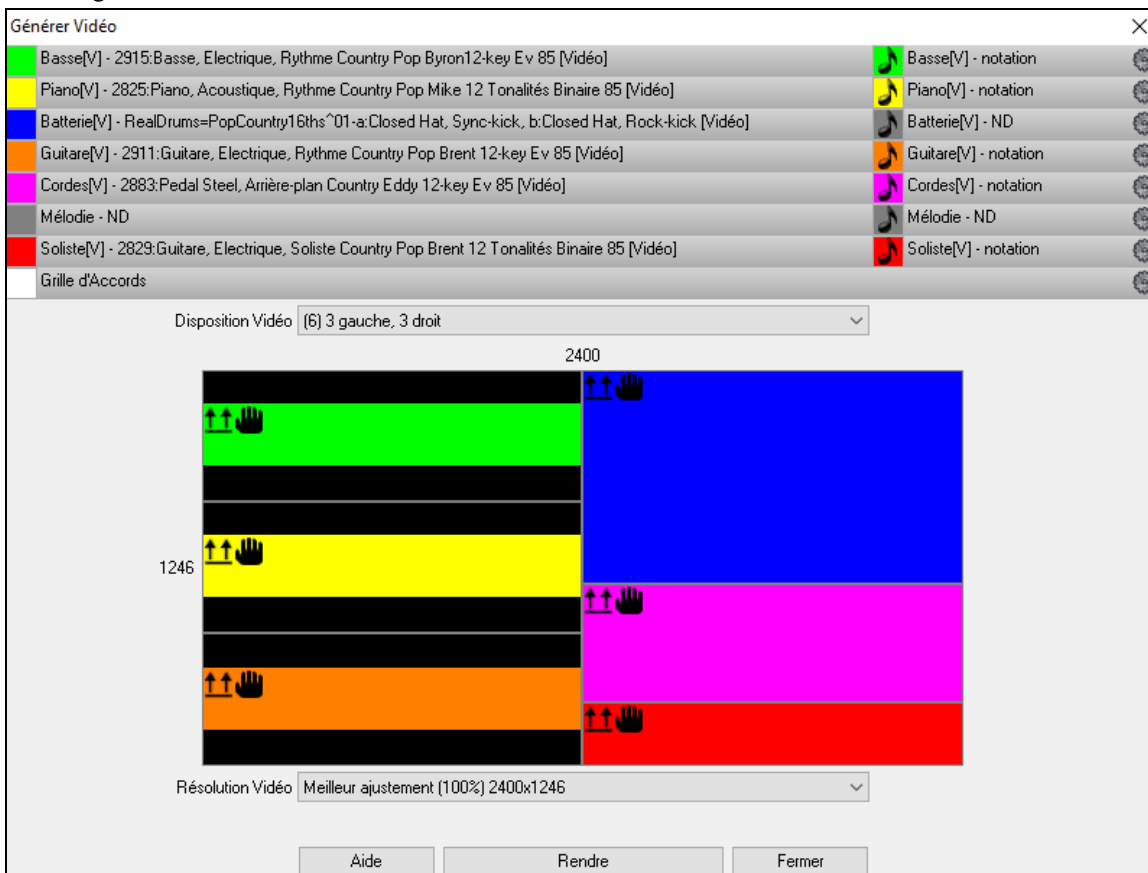 Générer Vidéo
Basse[V] - 2915:Basse, Electrique, Rythme Country Pop Byron12-key Ev 85 [Vidéo] Basse[V] - notation
Piano[V] - 2825:Piano, Acoustique, Rythme Country Pop Mike 12 Tonalités Binaire 85 [Vidéo] Piano[V] - notation
Batterie[V] - RealDrums=PopCountry16ths^01-a:Closed Hat, Sync-kick, b:Closed Hat, Rock-kick [Vidéo] Batterie[V] - ND
Guitare[V] - 2911:Guitare, Electrique, Rythme Country Pop Brent 12-key Ev 85 [Vidéo] Guitare[V] - notation
Cordes[V] - 2883:Pedal Steel, Arrière-plan Country Eddy 12-key Ev 85 [Vidéo] Cordes[V] - notation
Mélodie - ND Mélodie - ND
Soliste[V] - 2829:Guitare, Electrique, Soliste Country Pop Brent 12 Tonalités Binaire 85 [Vidéo] Soliste[V] - notation
Grille d'Accords
Disposition Vidéo (6) 3 gauche, 3 droit
2400
1246
Résolution Vidéo Meilleur ajustement (100%) 2400x1246
Aide Rendre Fermer